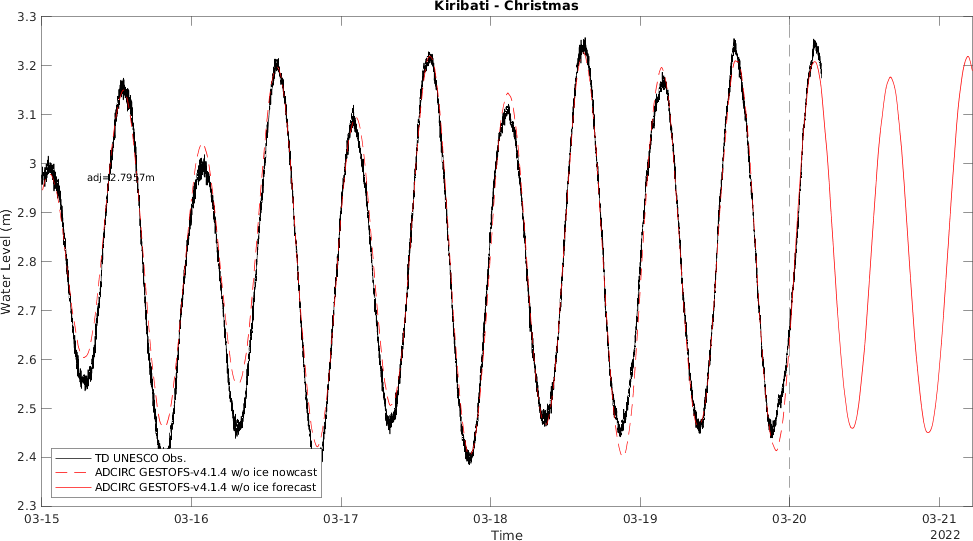 Kiribati - Christmas
3.3
3.2
3.1
3
2.9
2.8
2.7
2.6
2.5
2.4
2.3
Water Level (m)
adj=2.7957m
TD UNESCO Obs.
ADCIRC GESTOFS-v4.1.4 w/o ice nowcast
ADCIRC GESTOFS-v4.1.4 w/o ice forecast
03-15 03-16 03-17 03-18 03-19 03-20 03-21
Time 2022